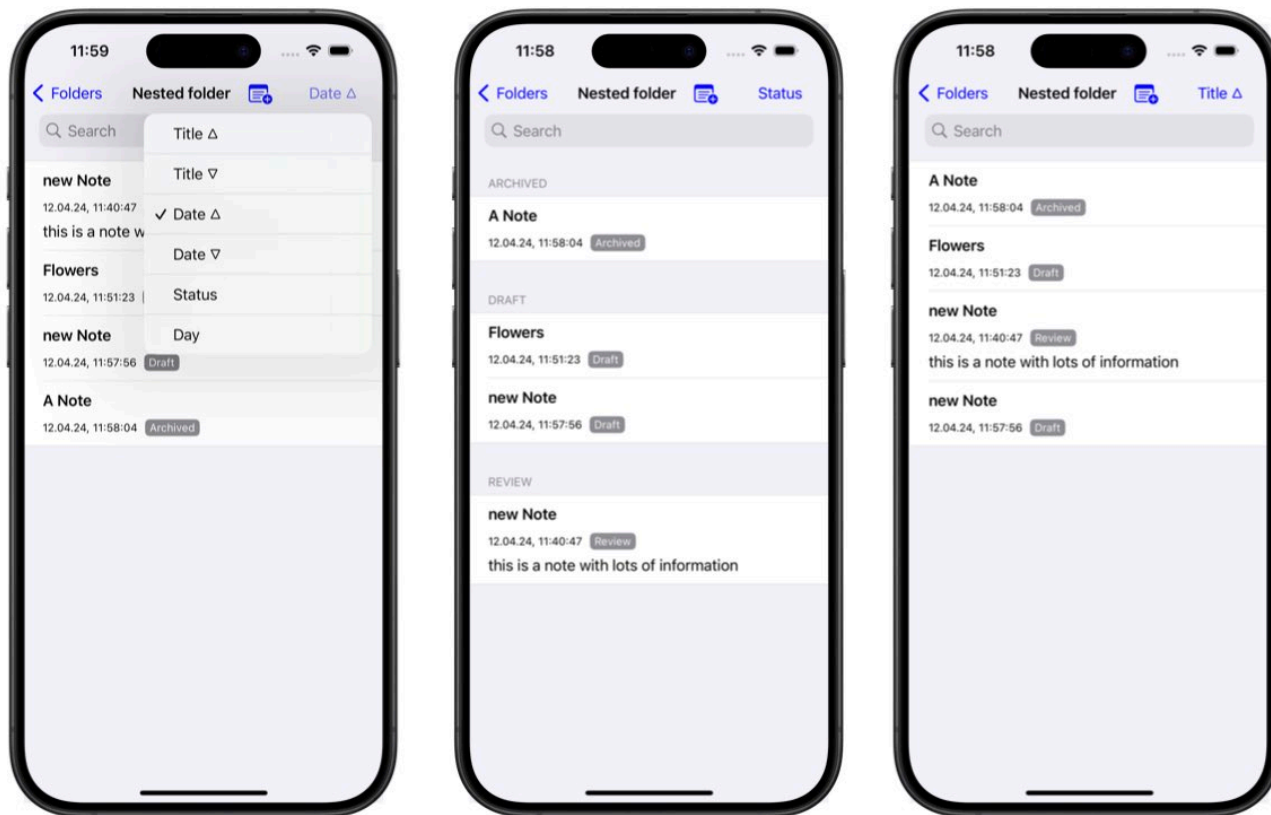 11:59
Folders Nested folder Date △
Search
Title △
Title ▽
✓ Date △
Date ▽
Status
Day
new Note
12.04.24, 11:40:47
this is a note w
Flowers
12.04.24, 11:51:23
new Note
12.04.24, 11:57:56 Draft
A Note
12.04.24, 11:58:04 Archived
11:58
Folders Nested folder Status
Search
ARCHIVED
A Note
12.04.24, 11:58:04 Archived
DRAFT
Flowers
12.04.24, 11:51:23 Draft
new Note
12.04.24, 11:57:56 Draft
REVIEW
new Note
12.04.24, 11:40:47 Review
this is a note with lots of information
11:58
Folders Nested folder Title △
Search
A Note
12.04.24, 11:58:04 Archived
Flowers
12.04.24, 11:51:23 Draft
new Note
12.04.24, 11:40:47 Review
this is a note with lots of information
new Note
12.04.24, 11:57:56 Draft